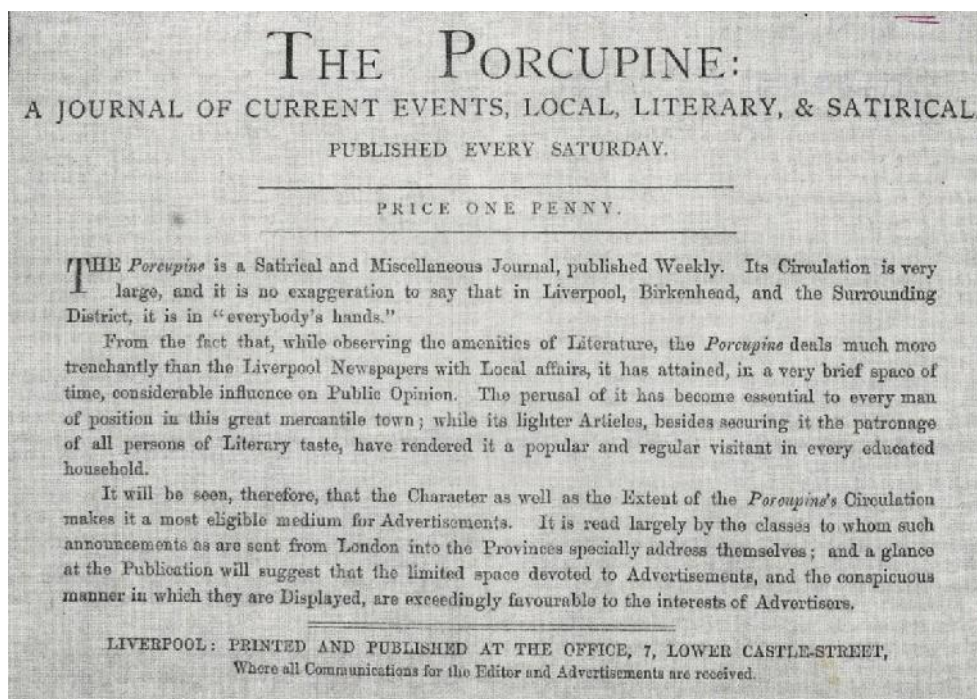 THE PORCUPINE:
A JOURNAL OF CURRENT EVENTS, LOCAL, LITERARY, & SATIRICAL
PUBLISHED EVERY SATURDAY.
PRICE ONE PENNY.
THE Porcupine is a Satirical and Miscellaneous Journal, published Weekly. Its Circulation is very
large, and it is no exaggeration to say that in Liverpool, Birkenhead, and the Surrounding
District, it is in “everybody’s hands.”
From the fact that, while observing the amenities of Literature, the Porcupine deals much more
trenchantly than the Liverpool Newspapers with Local affairs, it has attained, in a very brief space of
time, considerable influence on Public Opinion. The perusal of it has become essential to every man
of position in this great mercantile town; while its lighter Articles, besides securing it the patronage
of all persons of Literary taste, have rendered it a popular and regular visitant in every educated
household.
It will be seen, therefore, that the Character as well as the Extent of the Porcupine’s Circulation
makes it a most eligible medium for Advertisements. It is read largely by the classes to whom such
announcements as are sent from London into the Provinces specially address themselves; and a glance
at the Publication will suggest that the limited space devoted to Advertisements, and the conspicuous
manner in which they are Displayed, are exceedingly favourable to the interests of Advertisers.
LIVERPOOL: PRINTED AND PUBLISHED AT THE OFFICE, 7, LOWER CASTLE-STREET,
Where all Communications for the Editor and Advertisements are received.